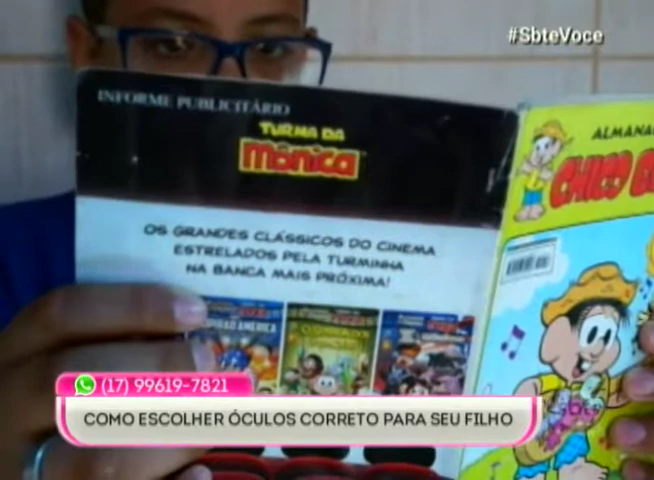 #SbteVoce
INFORME PUBLICITÁRIO
TURMA DA
Mônica
OS GRANDES CLÁSSICOS DO CINEMA
ESTRELADOS PELA TURMINHA
NA BANCA MAIS PRÓXIMA!
CHICO
(17) 99619-7821
COMO ESCOLHER ÓCULOS CORRETO PARA SEU FILHO